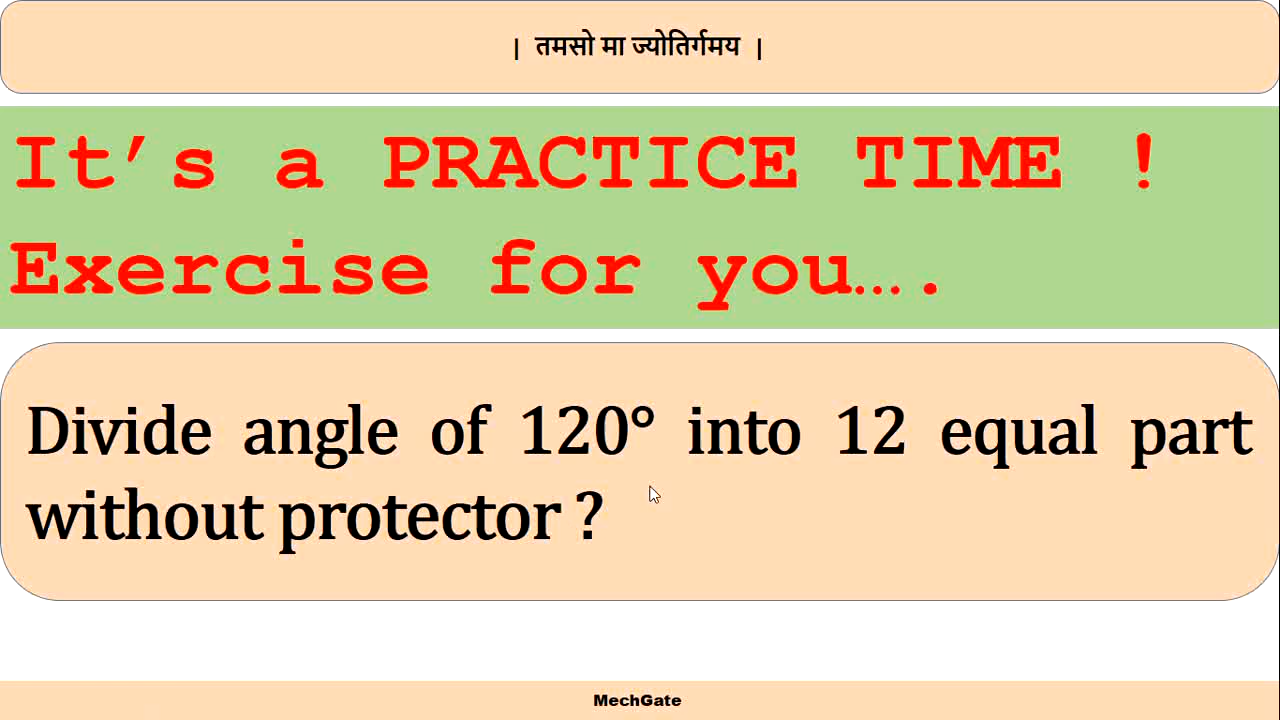 | तमसो मा ज्योतिर्गमय |
It’s a PRACTICE TIME !
Exercise for you….
Divide angle of 120° into 12 equal part
without protector ?
MechGate